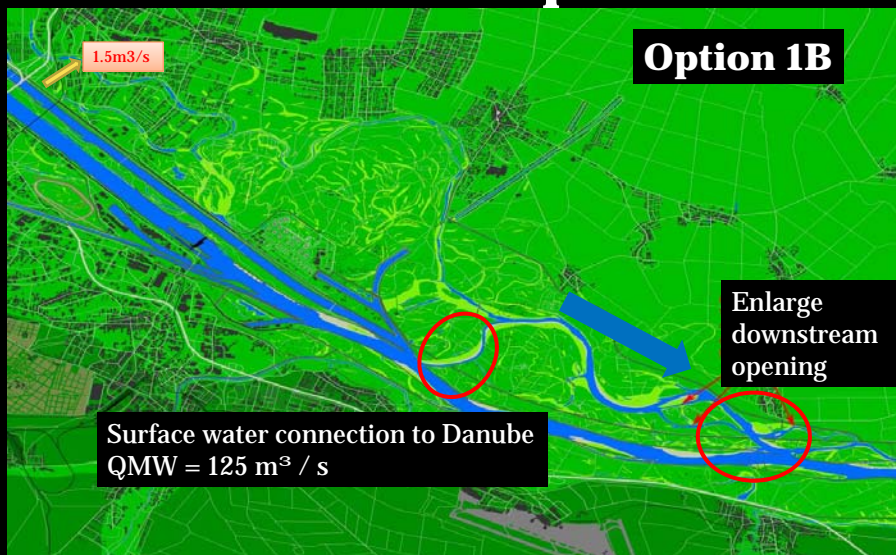 1.5m3/s
Option 1B
Enlarge
downstream
opening
Surface water connection to Danube
QMW = 125 m³ / s